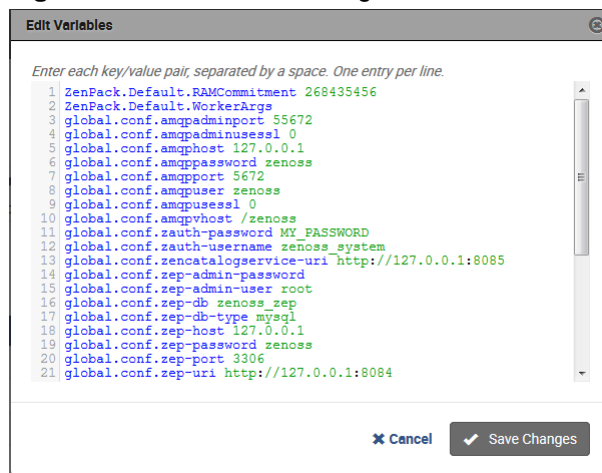 Edit Variables
Enter each key/value pair, separated by a space. One entry per line.
1 ZenPack.Default.RAMCommitment 268435456
2 ZenPack.Default.WorkerArgs
3 global.conf.amqpadminport 55672
4 global.conf.amqpadminusessl 0
5 global.conf.amqphost 127.0.0.1
6 global.conf.amqppassword zenoss
7 global.conf.amqpport 5672
8 global.conf.amqpuser zenoss
9 global.conf.amqpusessl 0
10 global.conf.amqpvhost /zenoss
11 global.conf.zauth-password MY_PASSWORD
12 global.conf.zauth-username zenoss_system
13 global.conf.zencatalogservice-uri http://127.0.0.1:8085
14 global.conf.zep-admin-password
15 global.conf.zep-admin-user root
16 global.conf.zep-db zenoss_zep
17 global.conf.zep-db-type mysql
18 global.conf.zep-host 127.0.0.1
19 global.conf.zep-password zenoss
20 global.conf.zep-port 3306
21 global.conf.zep-uri http://127.0.0.1:8084
Cancel Save Changes